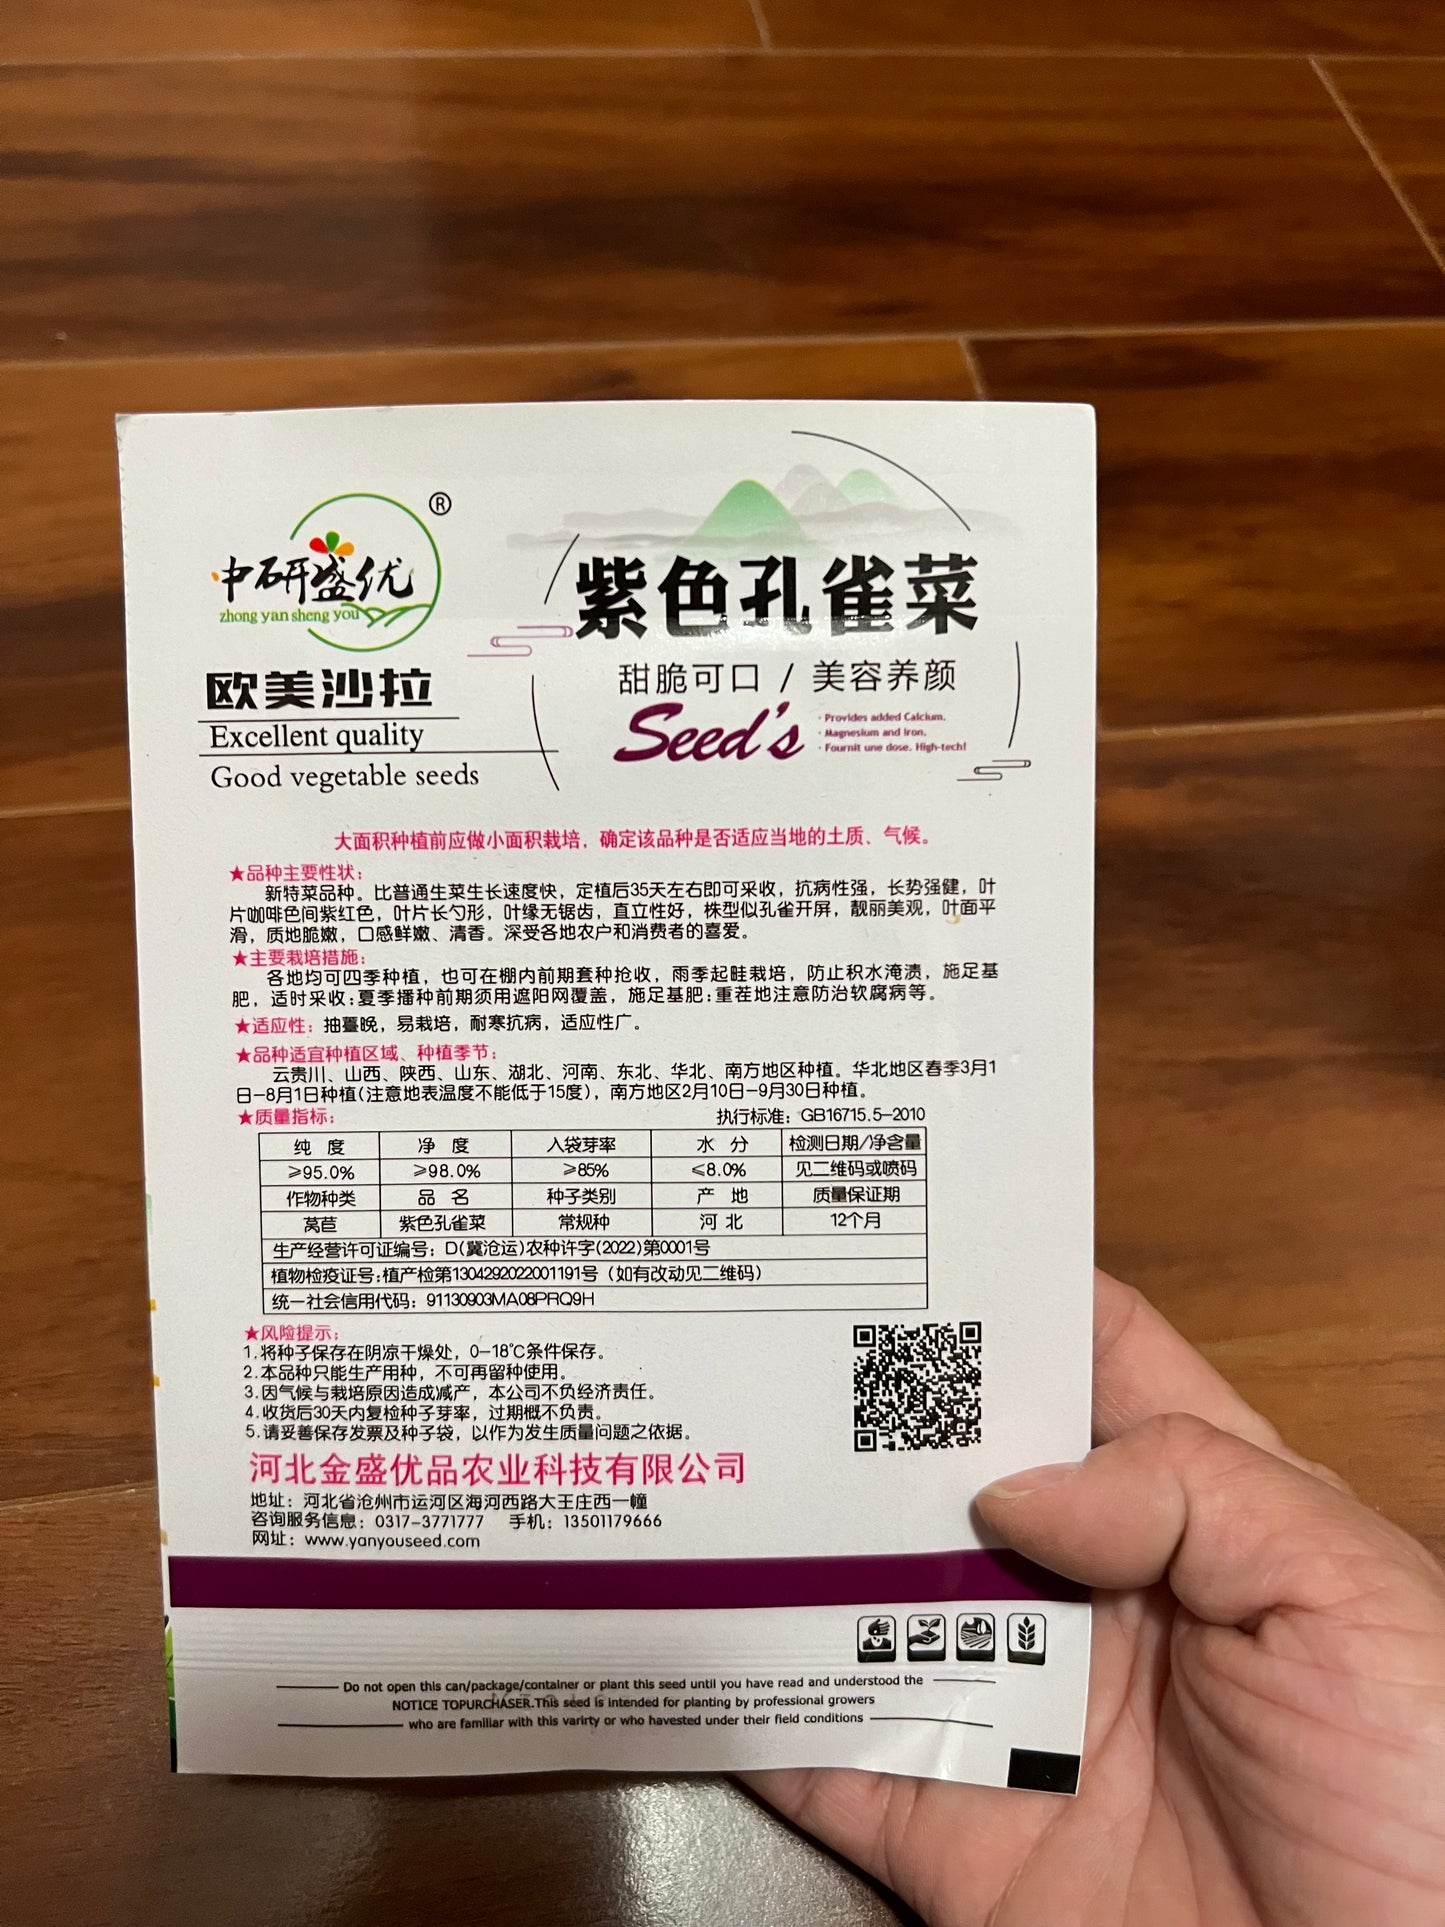 中研盛优®
zhong yan sheng you
欧美沙拉
Excellent quality
Good vegetable seeds
紫色孔雀菜
甜脆可口 / 美容养颜
Seed's
· Provides added Calcium.
· Magnesium and iron.
· Fournit une dose. High-tech!
大面积种植前应做小面积栽培，确定该品种是否适应当地的土质、气候。
★品种主要性状：
新特菜品种。比普通生菜生长速度快，定植后35天左右即可采收，抗病性强，长势强健，叶
片咖啡色间紫红色，叶片长勺形，叶缘无锯齿，直立性好，株型似孔雀开屏，靓丽美观，叶面平
滑，质地脆嫩，口感鲜嫩、清香。深受各地农户和消费者的喜爱。
★主要栽培措施：
各地均可四季种植，也可在棚内前期套种抢收，雨季起畦栽培，防止积水淹渍，施足基
肥，适时采收；夏季播种前期须用遮阳网覆盖，施足基肥；重茬地注意防治软腐病等。
★适应性：抽薹晚，易栽培，耐寒抗病，适应性广。
★品种适宜种植区域、种植季节：
云贵川、山西、陕西、山东、湖北、河南、东北、华北、南方地区种植。华北地区春季3月1
日-8月1日种植(注意地表温度不能低于15度)，南方地区2月10日-9月30日种植。
★质量指标：
执行标准：GB16715.5-2010
纯 度 净 度 入袋芽率 水 分 检测日期/净含量
≥95.0% ≥98.0% ≥85% ≤8.0% 见二维码或喷码
作物种类 品 名 种子类别 产 地 质量保证期
莴苣 紫色孔雀菜 常规种 河 北 12个月
生产经营许可证编号：D(冀沧运)农种许字(2022)第0001号
植物检疫证号:植产检第1304292022001191号（如有改动见二维码）
统一社会信用代码：91130903MA08PRQ9H
★风险提示：
1.将种子保存在阴凉干燥处，0-18℃条件保存。
2.本品种只能生产用种，不可再留种使用。
3.因气候与栽培原因造成减产，本公司不负经济责任。
4.收货后30天内复检种子芽率，过期概不负责。
5.请妥善保存发票及种子袋，以作为发生质量问题之依据。
河北金盛优品农业科技有限公司
地址：河北省沧州市运河区海河西路大王庄西一幢
咨询服务信息：0317-3771777 手机：13501179666
网址：www.yanyouseed.com
Do not open this can/package/container or plant this seed until you have read and understood the
NOTICE TOPURCHASER.This seed is intended for planting by professional growers
who are familiar with this varirty or who havested under their field conditions